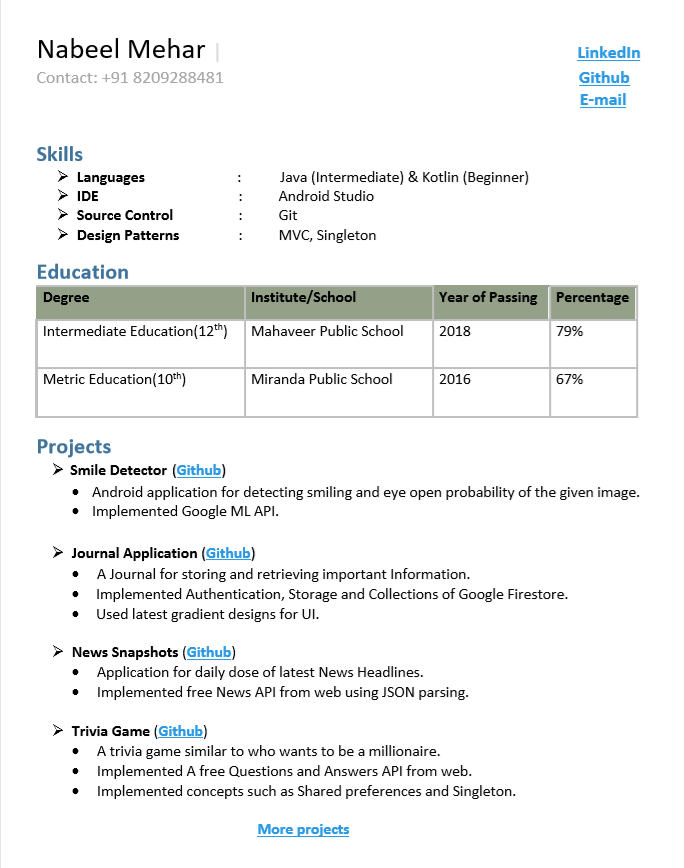 Nabeel Mehar |
LinkedIn
Contact: +91 8209288481
Github
E-mail
Skills
➢ Languages : Java (Intermediate) & Kotlin (Beginner)
➢ IDE : Android Studio
➢ Source Control : Git
➢ Design Patterns : MVC, Singleton
Education
Degree Institute/School Year of Passing Percentage
Intermediate Education(12th) Mahaveer Public School 2018 79%
Metric Education(10th) Miranda Public School 2016 67%
Projects
➢ Smile Detector (Github)
• Android application for detecting smiling and eye open probability of the given image.
• Implemented Google ML API.
➢ Journal Application (Github)
• A Journal for storing and retrieving important Information.
• Implemented Authentication, Storage and Collections of Google Firestore.
• Used latest gradient designs for UI.
➢ News Snapshots (Github)
• Application for daily dose of latest News Headlines.
• Implemented free News API from web using JSON parsing.
➢ Trivia Game (Github)
• A trivia game similar to who wants to be a millionaire.
• Implemented A free Questions and Answers API from web.
• Implemented concepts such as Shared preferences and Singleton.
More projects